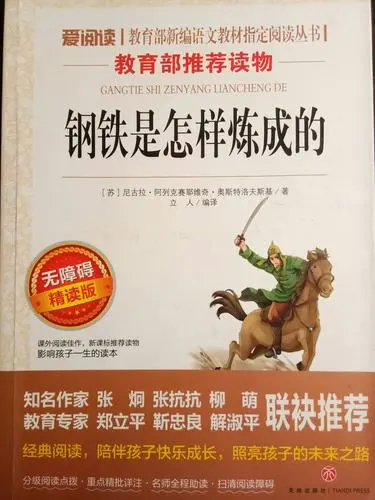 爱阅读 教育部新编语文教材指定阅读丛书
教育部推荐读物
GANGTIE SHI ZENYANG LIANCHENG DE
钢铁是怎样炼成的
[苏]尼古拉·阿列克赛耶维奇·奥斯特洛夫斯基/著
立 人/编译
无障碍
精读版
课外阅读佳作,新课标推荐读物
影响孩子一生的读本
知名作家 张 炯 张抗抗 柳 萌
教育专家 郑立平 靳忠良 解淑平
联袂推荐
经典阅读,陪伴孩子快乐成长,照亮孩子的未来之路
分级阅读点拨·重点精批详注·名师全程助读·扫清阅读障碍
天地出版社 | TIANDI PRESS